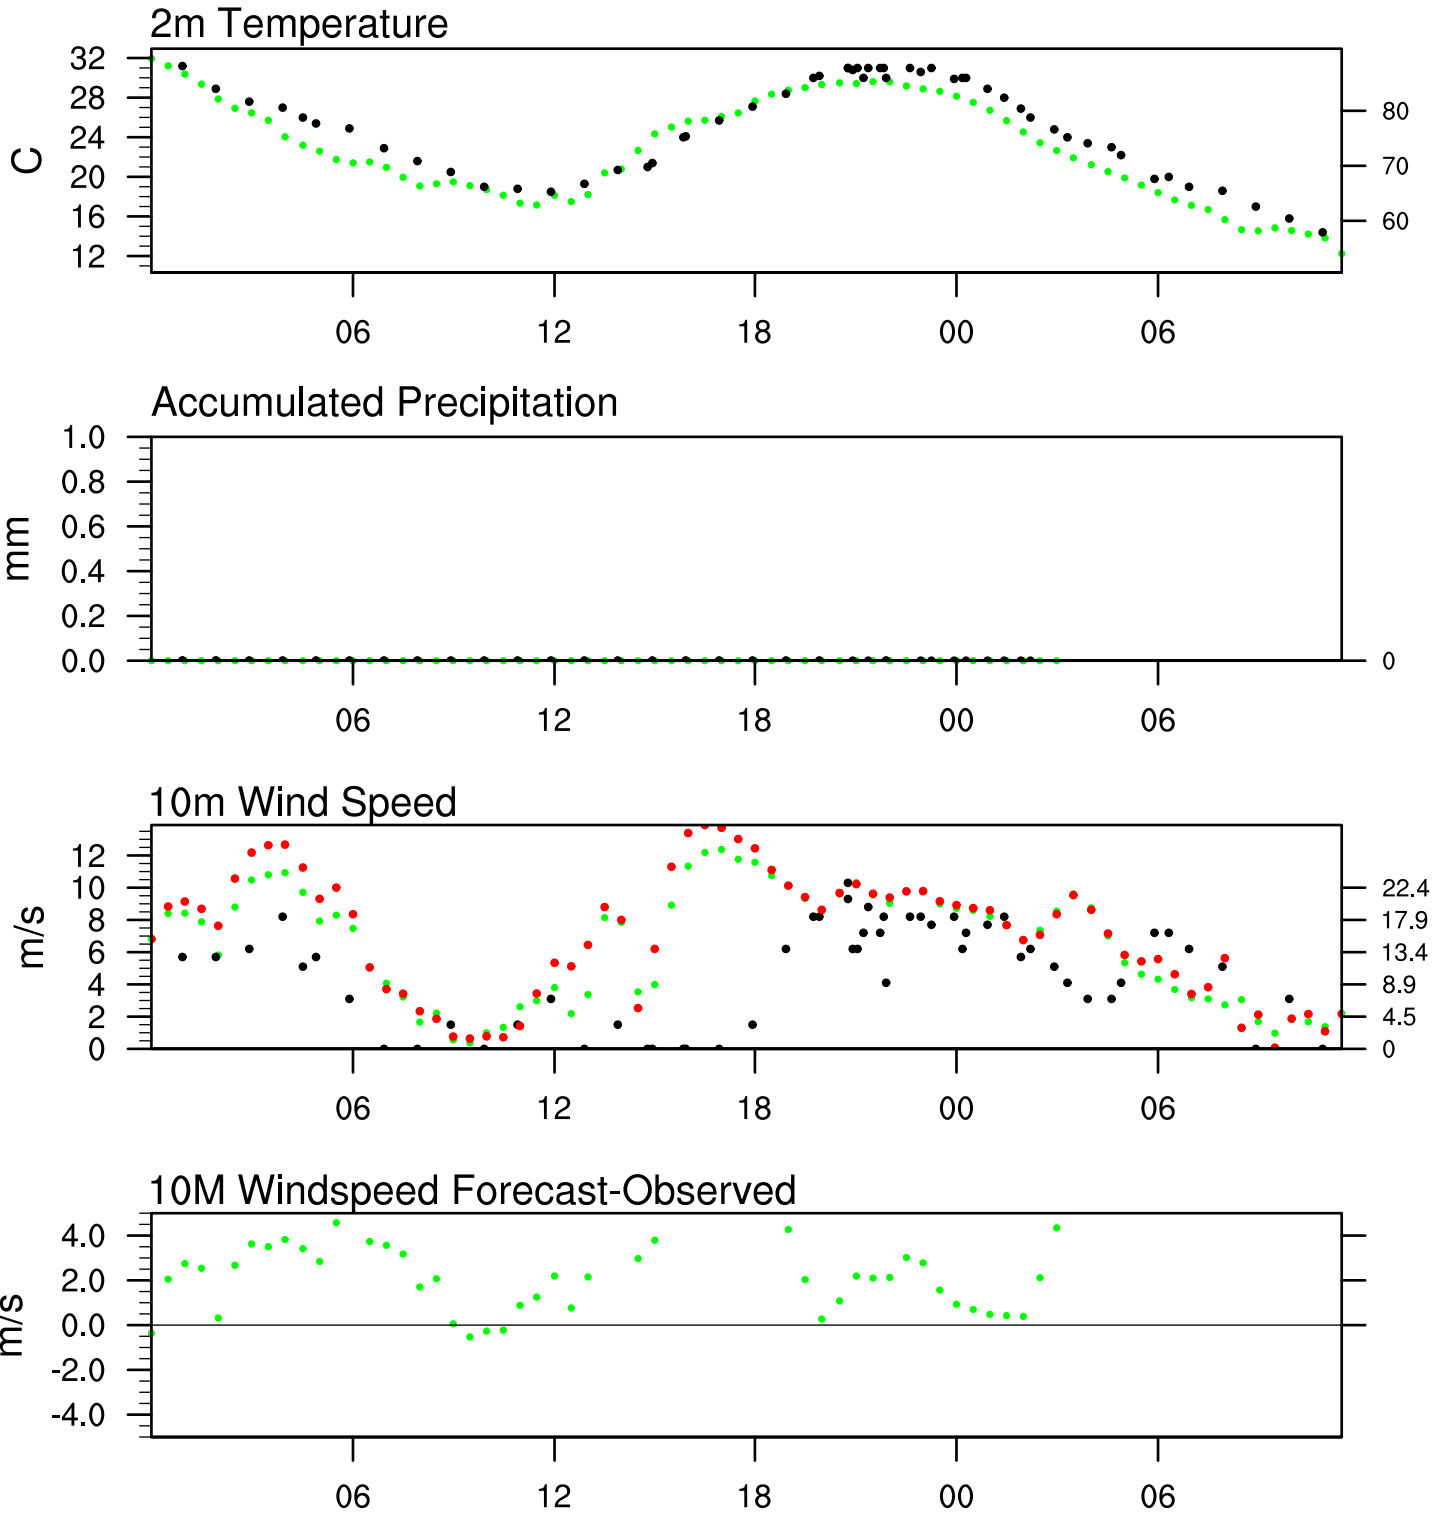 2m Temperature
32
28
24
20
16
12
C
80
70
60
06 12 18 00 06
Accumulated Precipitation
1.0
0.8
0.6
0.4
0.2
0.0
mm
0
06 12 18 00 06
10m Wind Speed
12
10
8
6
4
2
0
m/s
22.4
17.9
13.4
8.9
4.5
0
06 12 18 00 06
10M Windspeed Forecast-Observed
4.0
2.0
0.0
-2.0
-4.0
m/s
06 12 18 00 06